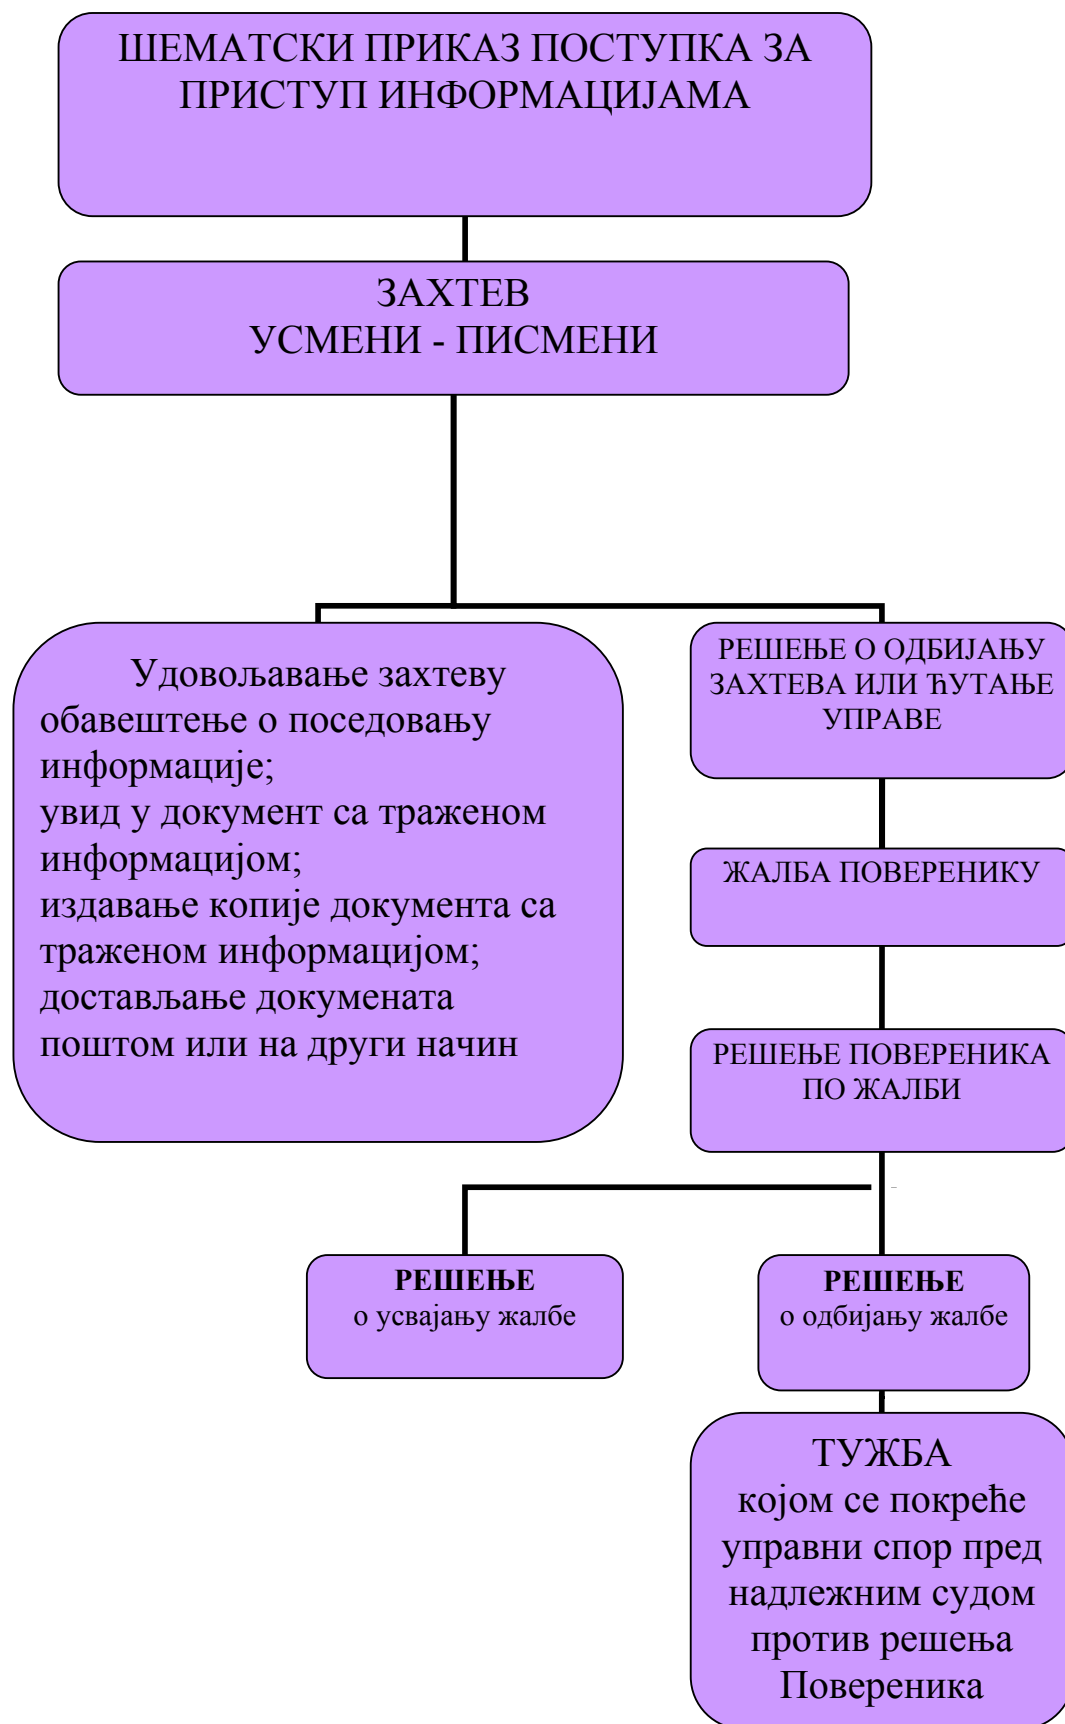 ШЕМАТСКИ ПРИКАЗ ПОСТУПКА ЗА
ПРИСТУП ИНФОРМАЦИЈАМА
ЗАХТЕВ
УСМЕНИ - ПИСМЕНИ
Удовољавање захтеву
обавештење о поседовању
информације;
увид у документ са траженом
информацијом;
издавање копије документа са
траженом информацијом;
достављање докумената
поштом или на други начин
РЕШЕЊЕ О ОДБИЈАЊУ
ЗАХТЕВА ИЛИ ЋУТАЊЕ
УПРАВЕ
ЖАЛБА ПОВЕРЕНИКУ
РЕШЕЊЕ ПОВЕРЕНИКА
ПО ЖАЛБИ
РЕШЕЊЕ
о усвајању жалбе
РЕШЕЊЕ
о одбијању жалбе
ТУЖБА
којом се покреће
управни спор пред
надлежним судом
против решења
Повереника